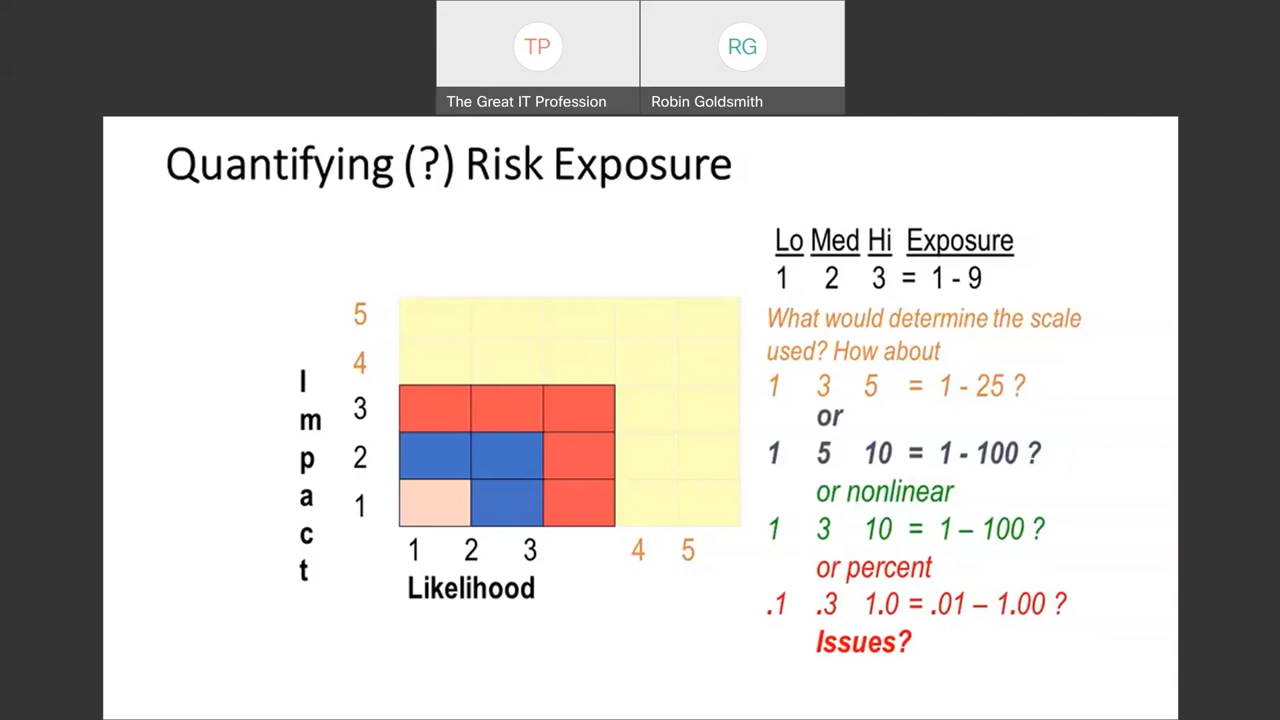 TP
RG
The Great IT Profession
Robin Goldsmith
Quantifying (?) Risk Exposure
Lo Med Hi Exposure
1 2 3 = 1 - 9
What would determine the scale
used? How about
1 3 5 = 1 - 25 ?
or
1 5 10 = 1 - 100 ?
or nonlinear
1 3 10 = 1 – 100 ?
or percent
.1 .3 1.0 = .01 – 1.00 ?
Issues?
Impact
5
4
3
2
1
1 2 3 4 5
Likelihood